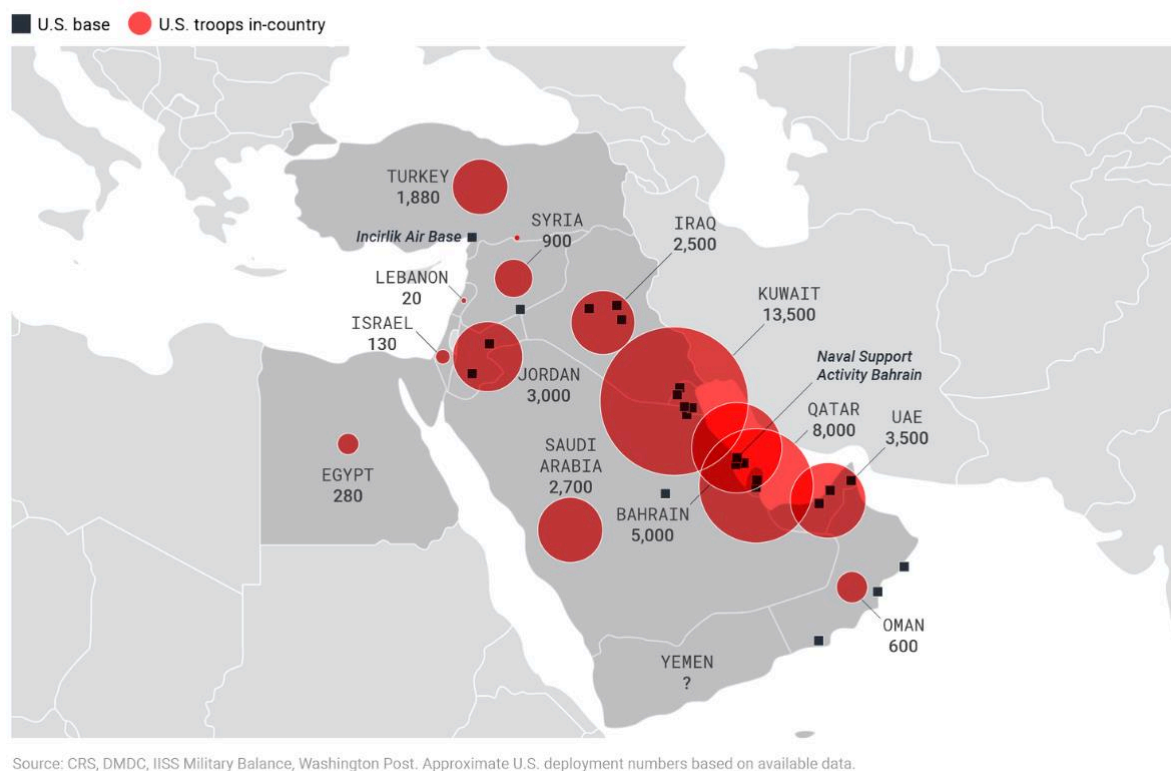 U.S. base
U.S. troops in-country
TURKEY
1,880
SYRIA
900
IRAQ
2,500
Incirlik Air Base
LEBANON
20
KUWAIT
13,500
ISRAEL
130
Naval Support
Activity Bahrain
JORDAN
3,000
QATAR
8,000
UAE
3,500
EGYPT
280
SAUDI
ARABIA
2,700
BAHRAIN
5,000
OMAN
600
YEMEN
?
Source: CRS, DMDC, IISS Military Balance, Washington Post. Approximate U.S. deployment numbers based on available data.